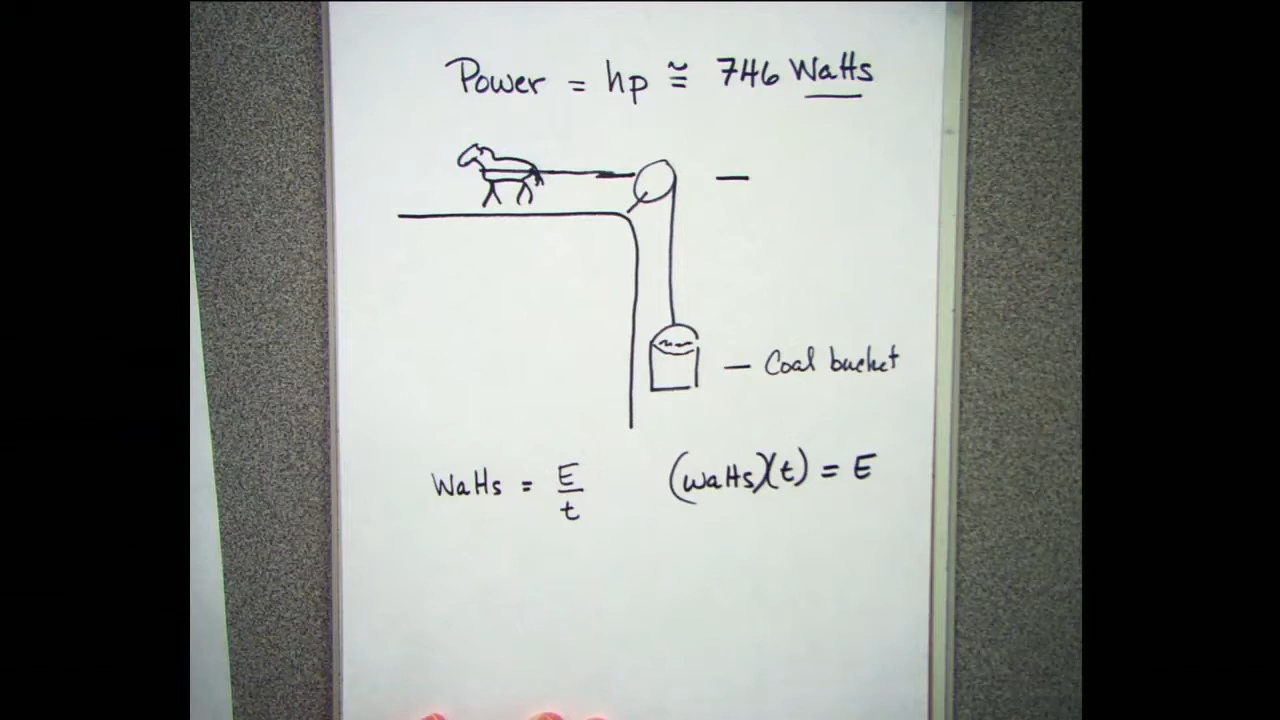 Power = hp ≅ 746 Watts
— Coal bucket
Watts = E/t
(watts)(t) = E